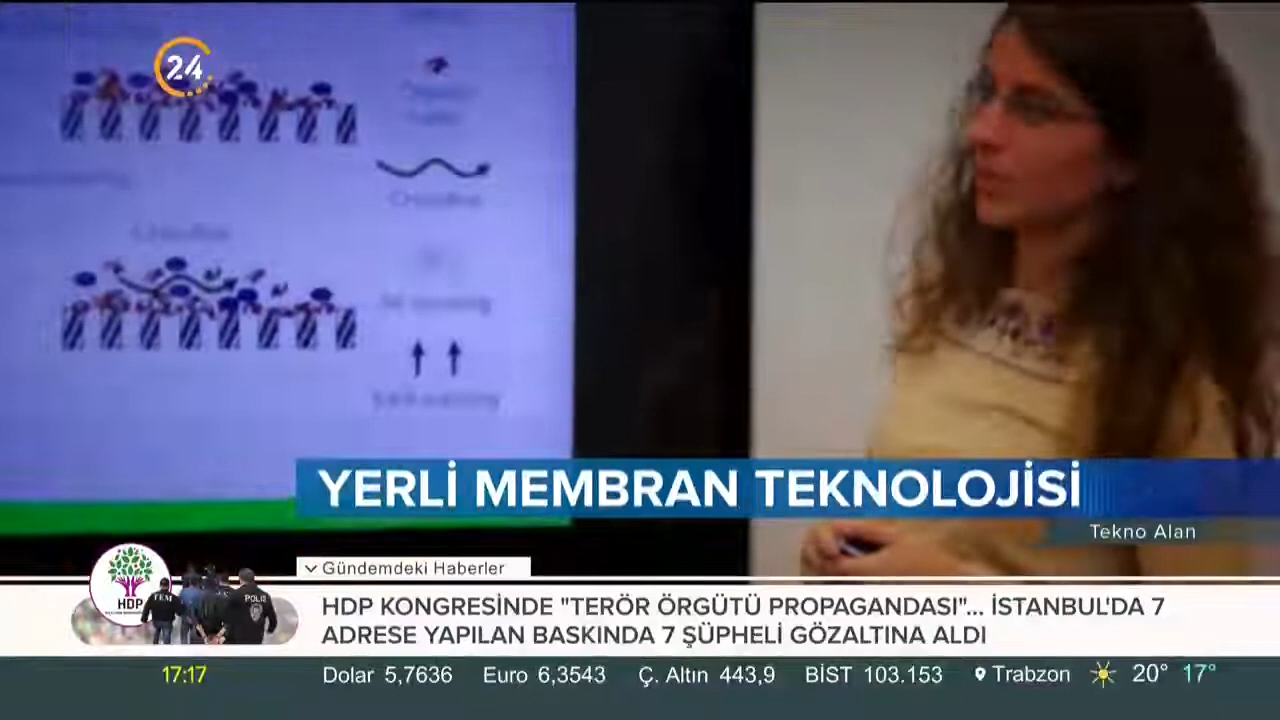 24
YERLİ MEMBRAN TEKNOLOJİSİ
Tekno Alan
Gündemdeki Haberler
HDP
TEM
POLIS
HDP KONGRESİNDE "TERÖR ÖRGÜTÜ PROPAGANDASI"... İSTANBUL'DA 7
ADRESE YAPILAN BASKINDA 7 ŞÜPHELİ GÖZALTINA ALDI
17:17 Dolar 5,7636 Euro 6,3543 Ç. Altın 443,9 BİST 103.153 Trabzon 20° 17°